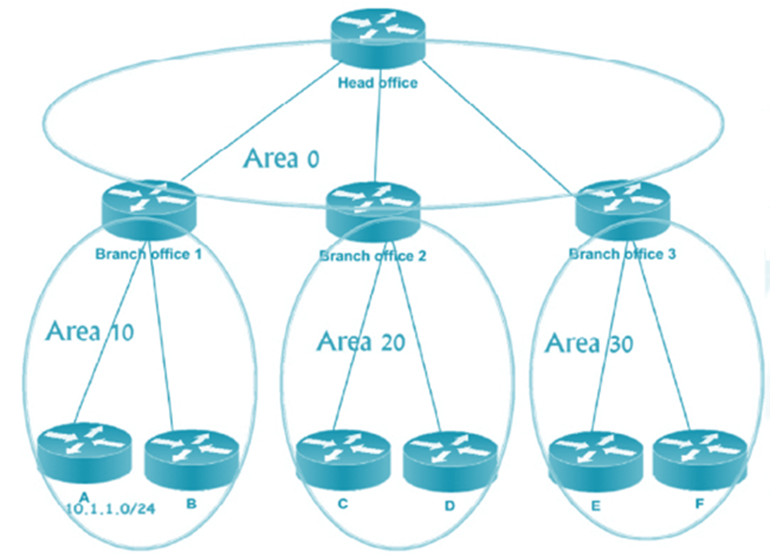 Head office
Area 0
Branch office 1
Branch office 2
Branch office 3
Area 10
Area 20
Area 30
A
10.1.1.0/24
B
C
D
E
F